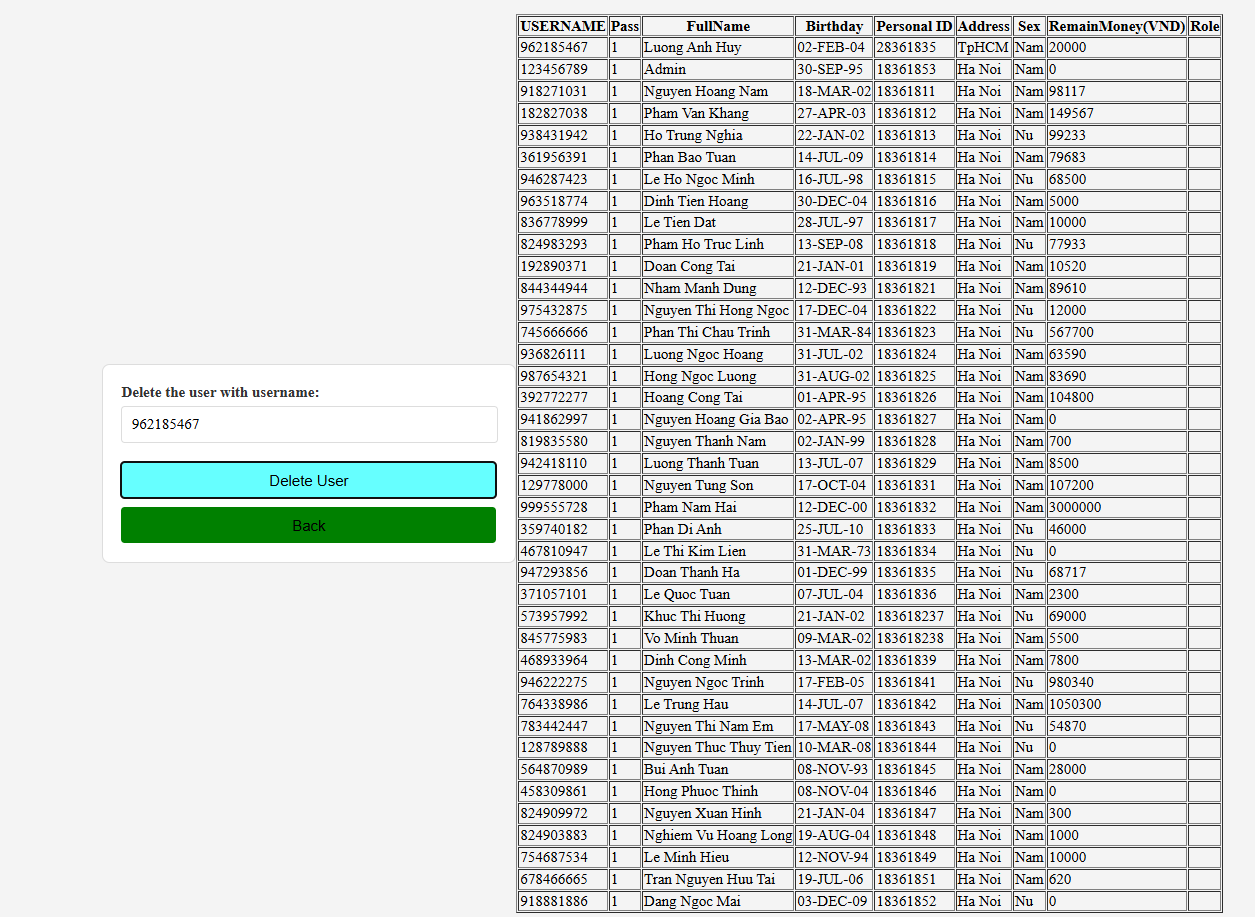 Delete the user with username:
962185467
Delete User
Back
USERNAME Pass FullName Birthday Personal ID Address Sex RemainMoney(VND) Role
962185467 1 Luong Anh Huy 02-FEB-04 28361835 TpHCM Nam 20000
123456789 1 Admin 30-SEP-95 18361853 Ha Noi Nam 0
918271031 1 Nguyen Hoang Nam 18-MAR-02 18361811 Ha Noi Nam 98117
182827038 1 Pham Van Khang 27-APR-03 18361812 Ha Noi Nam 149567
938431942 1 Ho Trung Nghia 22-JAN-02 18361813 Ha Noi Nu 99233
361956391 1 Phan Bao Tuan 14-JUL-09 18361814 Ha Noi Nam 79683
946287423 1 Le Ho Ngoc Minh 16-JUL-98 18361815 Ha Noi Nu 68500
963518774 1 Dinh Tien Hoang 30-DEC-04 18361816 Ha Noi Nam 5000
836778999 1 Le Tien Dat 28-JUL-97 18361817 Ha Noi Nam 10000
824983293 1 Pham Ho Truc Linh 13-SEP-08 18361818 Ha Noi Nu 77933
192890371 1 Doan Cong Tai 21-JAN-01 18361819 Ha Noi Nam 10520
844344944 1 Nham Manh Dung 12-DEC-93 18361821 Ha Noi Nam 89610
975432875 1 Nguyen Thi Hong Ngoc 17-DEC-04 18361822 Ha Noi Nu 12000
745666666 1 Phan Thi Chau Trinh 31-MAR-84 18361823 Ha Noi Nu 567700
936826111 1 Luong Ngoc Hoang 31-JUL-02 18361824 Ha Noi Nam 63590
987654321 1 Hong Ngoc Luong 31-AUG-02 18361825 Ha Noi Nam 83690
392772277 1 Hoang Cong Tai 01-APR-95 18361826 Ha Noi Nam 104800
941862997 1 Nguyen Hoang Gia Bao 02-APR-95 18361827 Ha Noi Nam 0
819835580 1 Nguyen Thanh Nam 02-JAN-99 18361828 Ha Noi Nam 700
942418110 1 Luong Thanh Tuan 13-JUL-07 18361829 Ha Noi Nam 8500
129778000 1 Nguyen Tung Son 17-OCT-04 18361831 Ha Noi Nam 107200
999555728 1 Pham Nam Hai 12-DEC-00 18361832 Ha Noi Nam 3000000
359740182 1 Phan Di Anh 25-JUL-10 18361833 Ha Noi Nu 46000
467810947 1 Le Thi Kim Lien 31-MAR-73 18361834 Ha Noi Nu 0
947293856 1 Doan Thanh Ha 01-DEC-99 18361835 Ha Noi Nu 68717
371057101 1 Le Quoc Tuan 07-JUL-04 18361836 Ha Noi Nam 2300
573957992 1 Khuc Thi Huong 21-JAN-02 183618237 Ha Noi Nu 69000
845775983 1 Vo Minh Thuan 09-MAR-02 183618238 Ha Noi Nam 5500
468933964 1 Dinh Cong Minh 13-MAR-02 18361839 Ha Noi Nam 7800
946222275 1 Nguyen Ngoc Trinh 17-FEB-05 18361841 Ha Noi Nu 980340
764338986 1 Le Trung Hau 14-JUL-07 18361842 Ha Noi Nam 1050300
783442447 1 Nguyen Thi Nam Em 17-MAY-08 18361843 Ha Noi Nu 54870
128789888 1 Nguyen Thuc Thuy Tien 10-MAR-08 18361844 Ha Noi Nu 0
564870989 1 Bui Anh Tuan 08-NOV-93 18361845 Ha Noi Nam 28000
458309861 1 Hong Phuoc Thinh 08-NOV-04 18361846 Ha Noi Nam 0
824909972 1 Nguyen Xuan Hinh 21-JAN-04 18361847 Ha Noi Nam 300
824903883 1 Nghiem Vu Hoang Long 19-AUG-04 18361848 Ha Noi Nam 1000
754687534 1 Le Minh Hieu 12-NOV-94 18361849 Ha Noi Nam 10000
678466665 1 Tran Nguyen Huu Tai 19-JUL-06 18361851 Ha Noi Nam 620
918881886 1 Dang Ngoc Mai 03-DEC-09 18361852 Ha Noi Nu 0